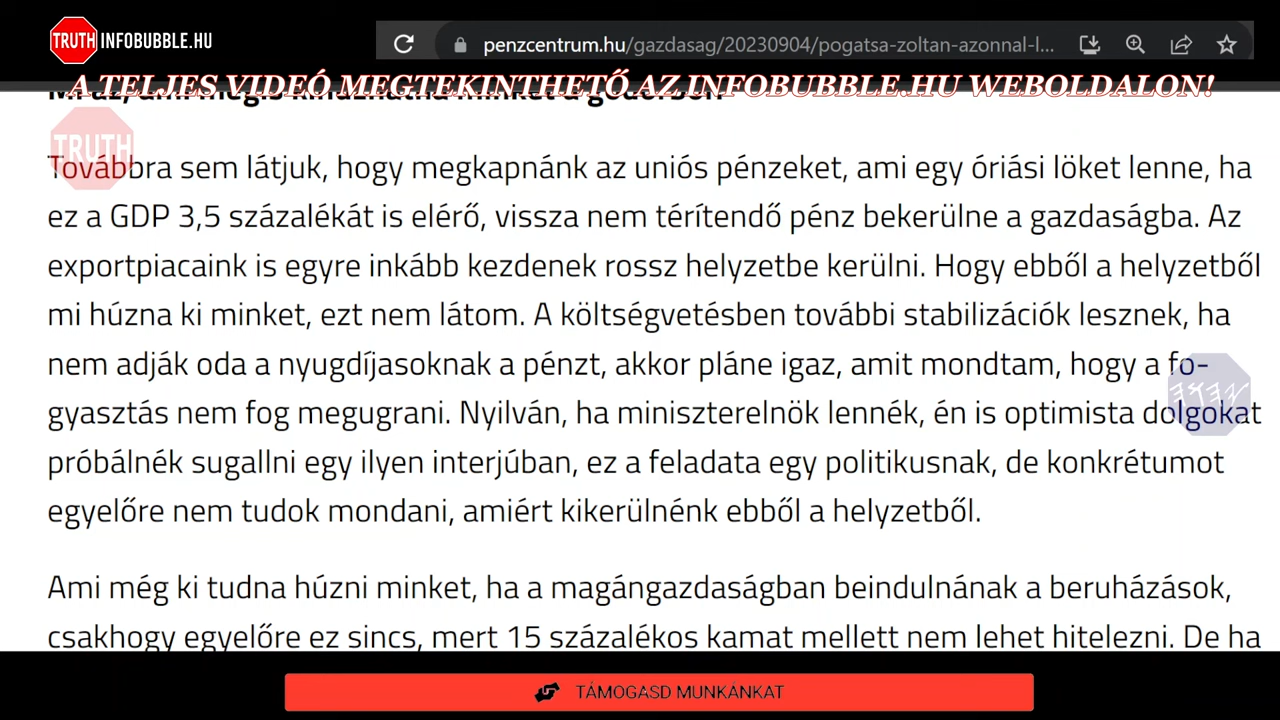 TRUTH INFOBUBBLE.HU
penzcentrum.hu/gazdasag/20230904/pogatsa-zoltan-azonnal-l...
A TELJES VIDEÓ MEGTEKINTHETŐ AZ INFOBUBBLE.HU WEBOLDALON!
TRUTH
Továbbra sem látjuk, hogy megkapnánk az uniós pénzeket, ami egy óriási löket lenne, ha
ez a GDP 3,5 százalékát is elérő, vissza nem térítendő pénz bekerülne a gazdaságba. Az
exportpiacaink is egyre inkább kezdenek rossz helyzetbe kerülni. Hogy ebből a helyzetből
mi húzna ki minket, ezt nem látom. A költségvetésben további stabilizációk lesznek, ha
nem adják oda a nyugdíjasoknak a pénzt, akkor pláne igaz, amit mondtam, hogy a fo-
gyasztás nem fog megugrani. Nyilván, ha miniszterelnök lennék, én is optimista dolgokat
próbálnék sugallni egy ilyen interjúban, ez a feladata egy politikusnak, de konkrétumot
egyelőre nem tudok mondani, amiért kikerülnénk ebből a helyzetből.
Ami még ki tudna húzni minket, ha a magángazdaságban beindulnának a beruházások,
csakhogy egyelőre ez sincs, mert 15 százalékos kamat mellett nem lehet hitelezni. De ha
TÁMOGASD MUNKÁNKAT